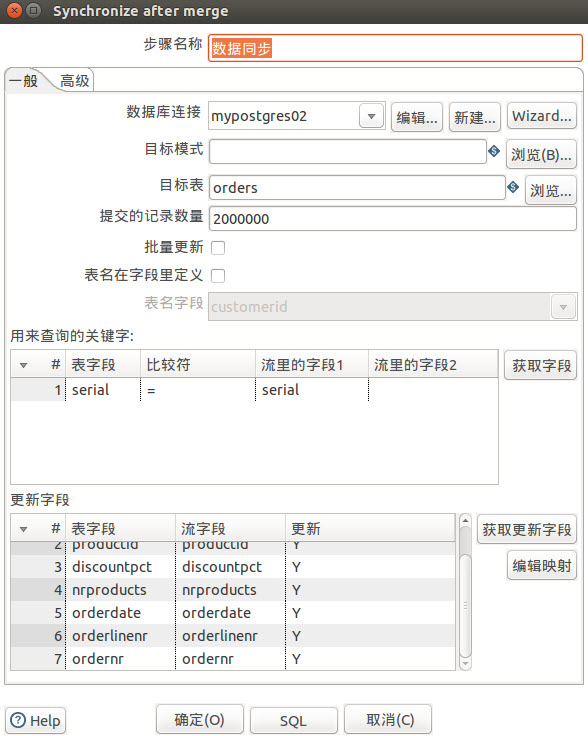 Synchronize after merge
步骤名称 数据同步
一般 高级
数据库连接 mypostgres02 编辑... 新建... Wizard...
目标模式 浏览(B)...
目标表 orders 浏览...
提交的记录数量 2000000
批量更新
表名在字段里定义
表名字段 customerid
用来查询的关键字:
# 表字段 比较符 流里的字段1 流里的字段2 获取字段
1 serial = serial
更新字段
# 表字段 流字段 更新 获取更新字段
2 productid productid Y
编辑映射
3 discountpct discountpct Y
4 nrproducts nrproducts Y
5 orderdate orderdate Y
6 orderlinenr orderlinenr Y
7 ordernr ordernr Y
Help 确定(O) SQL 取消(C)